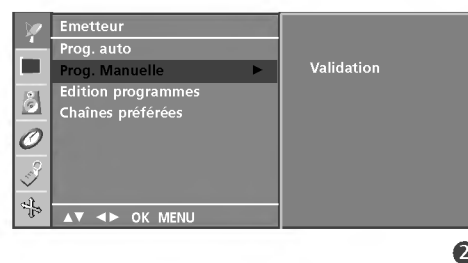 Emetteur
Prog. auto
Prog. Manuelle ►
Validation
Edition programmes
Chaînes préférées
▲▼ ◄► OK MENU
2